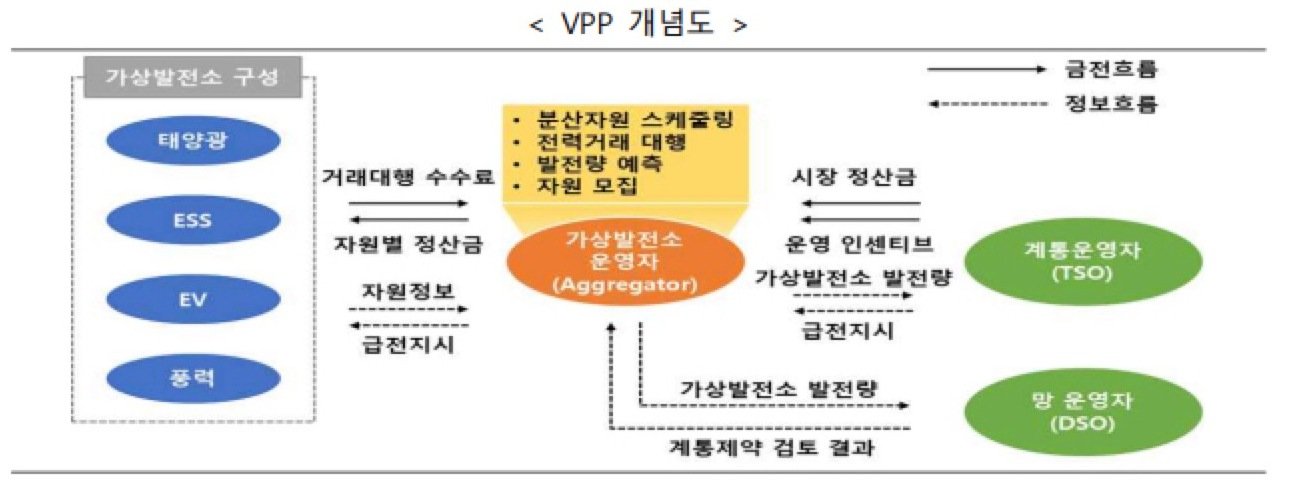 < VPP 개념도 >
가상발전소 구성
태양광
ESS
EV
풍력
거래대행 수수료
자원별 정산금
자원정보
급전지시
• 분산자원 스케줄링
• 전력거래 대행
• 발전량 예측
• 자원 모집
가상발전소
운영자
(Aggregator)
금전흐름
정보흐름
시장 정산금
운영 인센티브
가상발전소 발전량
급전지시
계통운영자
(TSO)
가상발전소 발전량
계통제약 검토 결과
망 운영자
(DSO)